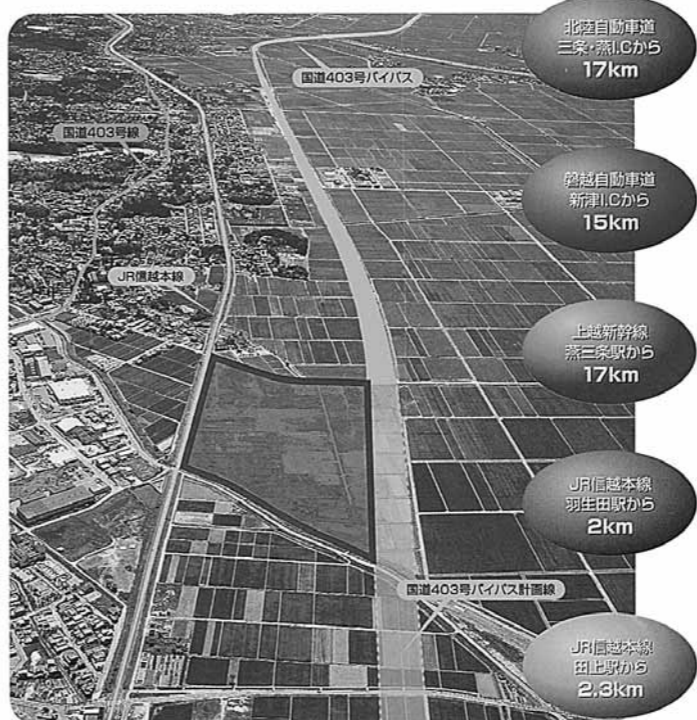 北陸自動車道
三条・燕I.Cから
17km
国道403号バイパス
国道403号線
磐越自動車道
新津I.Cから
15km
JR信越本線
上越新幹線
燕三条駅から
17km
JR信越本線
羽生田駅から
2km
国道403号バイパス計画線
JR信越本線
田上駅から
2.3km